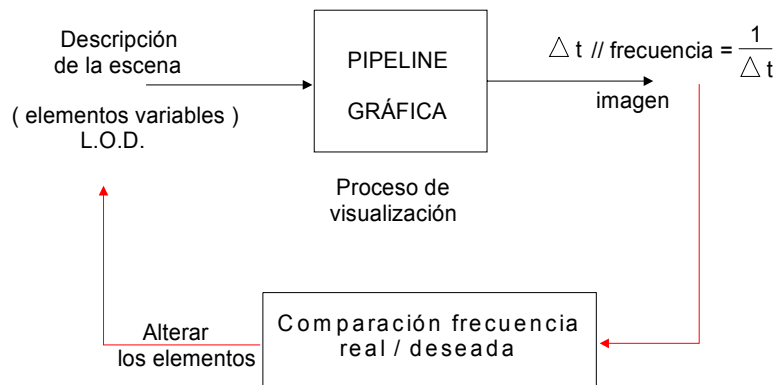 Descripción
de la escena
( elementos variables )
L.O.D.
PIPELINE
GRÁFICA
Proceso de
visualización
△ t // frecuencia = 1 / △ t
imagen
Comparación frecuencia
real / deseada
Alterar
los elementos